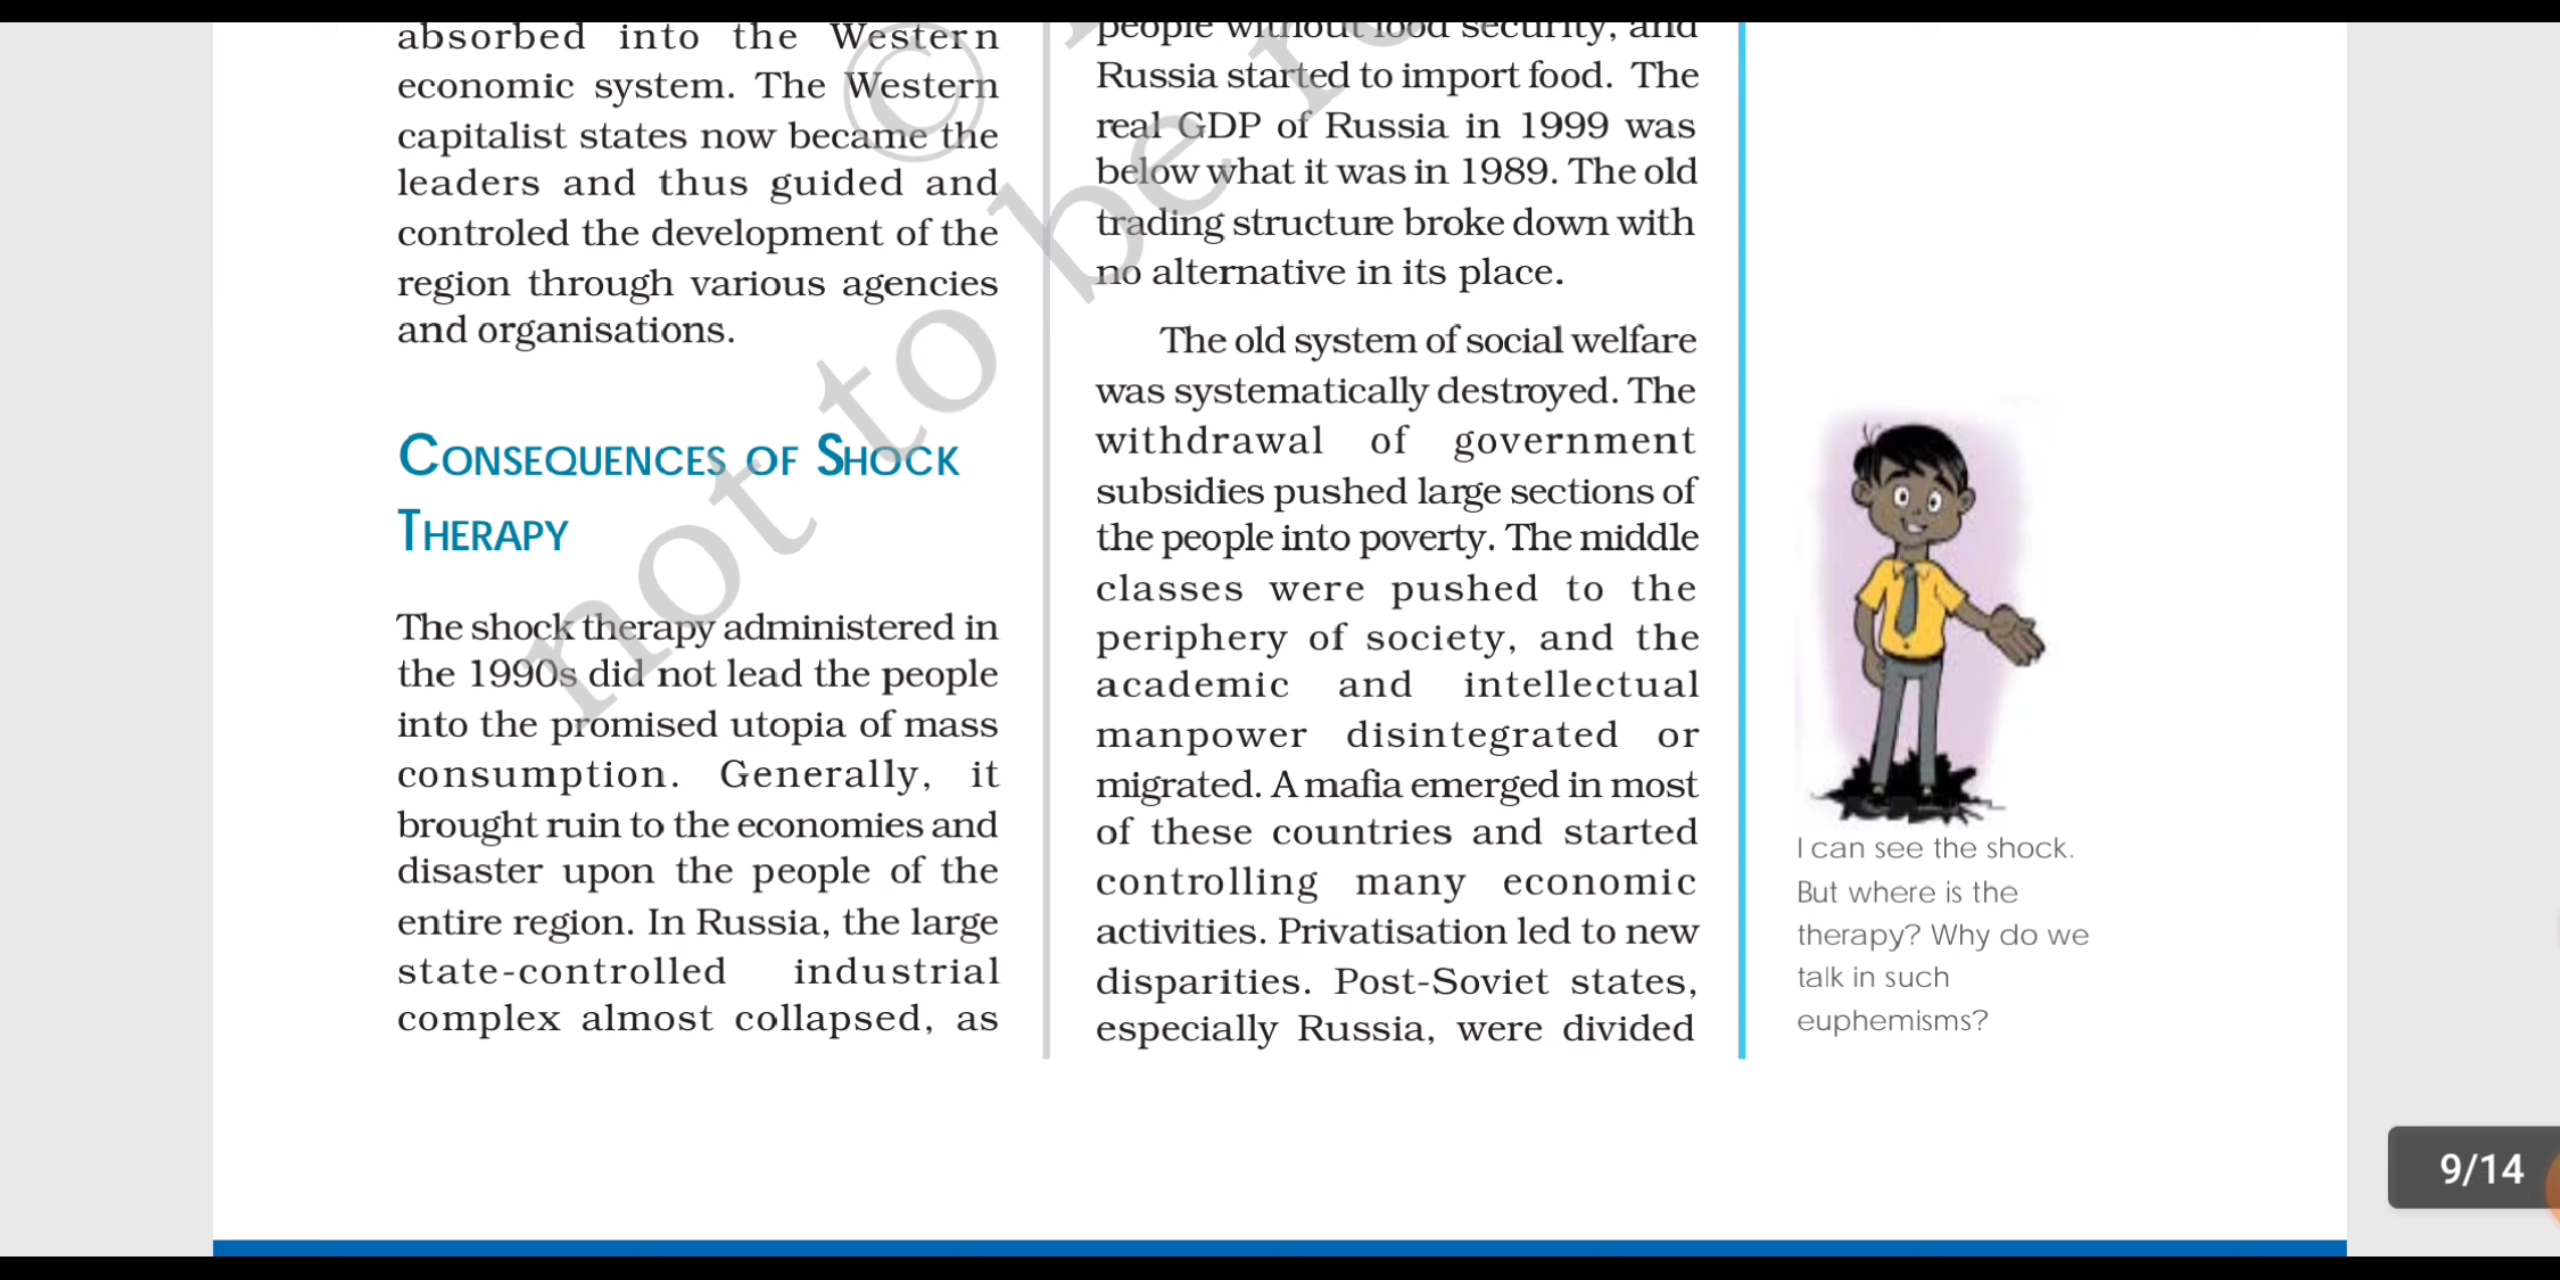 absorbed into the Western
economic system. The Western
capitalist states now became the
leaders and thus guided and
controled the development of the
region through various agencies
and organisations.
CONSEQUENCES OF SHOCK
THERAPY
The shock therapy administered in
the 1990s did not lead the people
into the promised utopia of mass
consumption. Generally, it
brought ruin to the economies and
disaster upon the people of the
entire region. In Russia, the large
state-controlled industrial
complex almost collapsed, as
people without food security, and
Russia started to import food. The
real GDP of Russia in 1999 was
below what it was in 1989. The old
trading structure broke down with
no alternative in its place.
The old system of social welfare
was systematically destroyed. The
withdrawal of government
subsidies pushed large sections of
the people into poverty. The middle
classes were pushed to the
periphery of society, and the
academic and intellectual
manpower disintegrated or
migrated. A mafia emerged in most
of these countries and started
controlling many economic
activities. Privatisation led to new
disparities. Post-Soviet states,
especially Russia, were divided
I can see the shock.
But where is the
therapy? Why do we
talk in such
euphemisms?
©
not to be
9/14